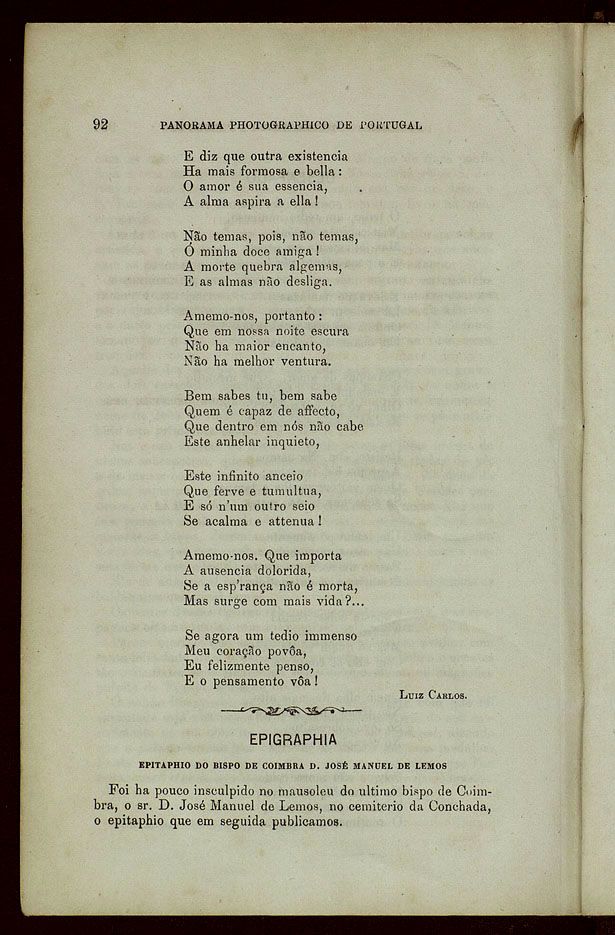 92 PANORAMA PHOTOGRAPHICO DE PORTUGAL
E diz que outra existencia
Ha mais formosa e bella:
O amor é sua essencia,
A alma aspira a ella!
Não temas, pois, não temas,
Ó minha doce amiga!
A morte quebra algemas,
E as almas não desliga.
Amemo-nos, portanto:
Que em nossa noite escura
Não ha maior encanto,
Não ha melhor ventura.
Bem sabes tu, bem sabe
Quem é capaz de affecto,
Que dentro em nós não cabe
Este anhelar inquieto,
Este infinito anceio
Que ferve e tumultua,
E só n'um outro seio
Se acalma e attenua!
Amemo-nos. Que importa
A ausencia dolorida,
Se a esp'rança não é morta,
Mas surge com mais vida?...
Se agora um tedio immenso
Meu coração povôa,
Eu felizmente penso,
E o pensamento vôa!
LUIZ CARLOS.
EPIGRAPHIA
EPITAPHIO DO BISPO DE COIMBRA D. JOSÉ MANUEL DE LEMOS
Foi ha pouco insculpido no mausoleu do ultimo bispo de Coim-
bra, o sr. D. José Manuel de Lemos, no cemiterio da Conchada,
o epitaphio que em seguida publicamos.